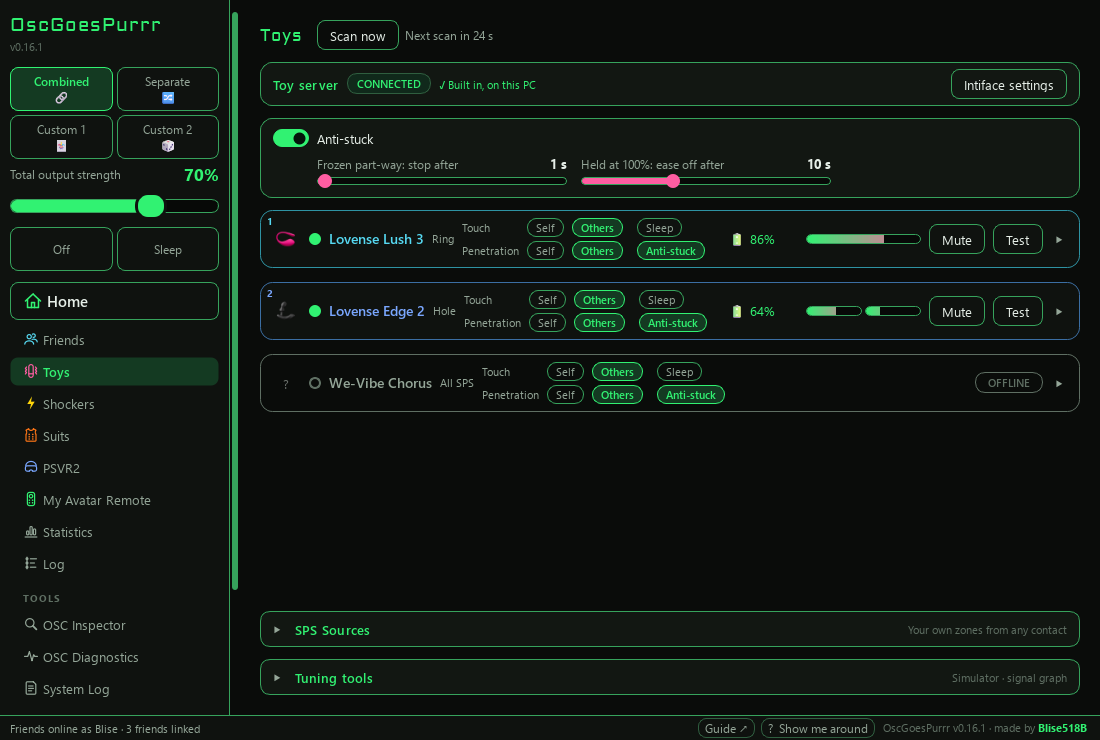 OscGoesPurrr
v0.16.1
Combined
Separate
Custom 1
Custom 2
Total output strength 70%
Off
Sleep
Home
Friends
Toys
Shockers
Suits
PSVR2
My Avatar Remote
Statistics
Log
TOOLS
OSC Inspector
OSC Diagnostics
System Log
Toys
Scan now
Next scan in 24 s
Toy server CONNECTED ✓ Built in, on this PC
Intiface settings
Anti-stuck
Frozen part-way: stop after 1 s
Held at 100%: ease off after 10 s
1
Lovense Lush 3 Ring
Touch Self Others Sleep
Penetration Self Others Anti-stuck
86%
Mute
Test
2
Lovense Edge 2 Hole
Touch Self Others Sleep
Penetration Self Others Anti-stuck
64%
Mute
Test
?
We-Vibe Chorus All SPS
Touch Self Others Sleep
Penetration Self Others Anti-stuck
OFFLINE
SPS Sources
Your own zones from any contact
Tuning tools
Simulator · signal graph
Friends online as Blise · 3 friends linked
Guide ↗
? Show me around
OscGoesPurrr v0.16.1 · made by Blise518B